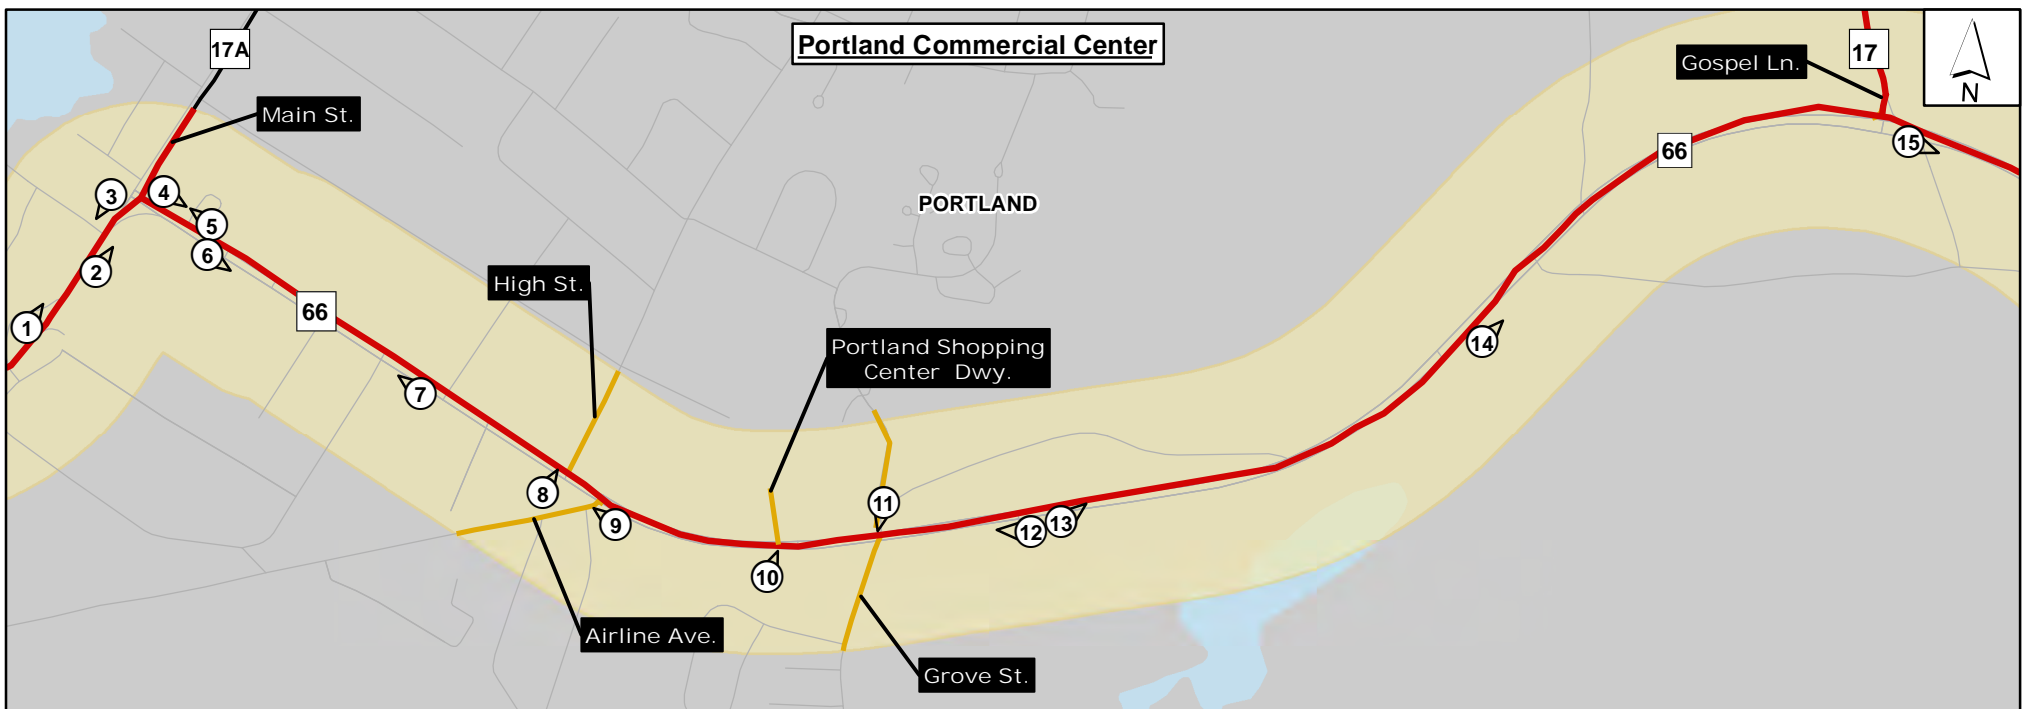 Portland Commercial Center
17A
17
Gospel Ln.
N
Main St.
66
15
3
4
PORTLAND
5
6
2
High St.
66
1
Portland Shopping
Center Dwy.
14
7
8
11
9
12
13
10
Airline Ave.
Grove St.